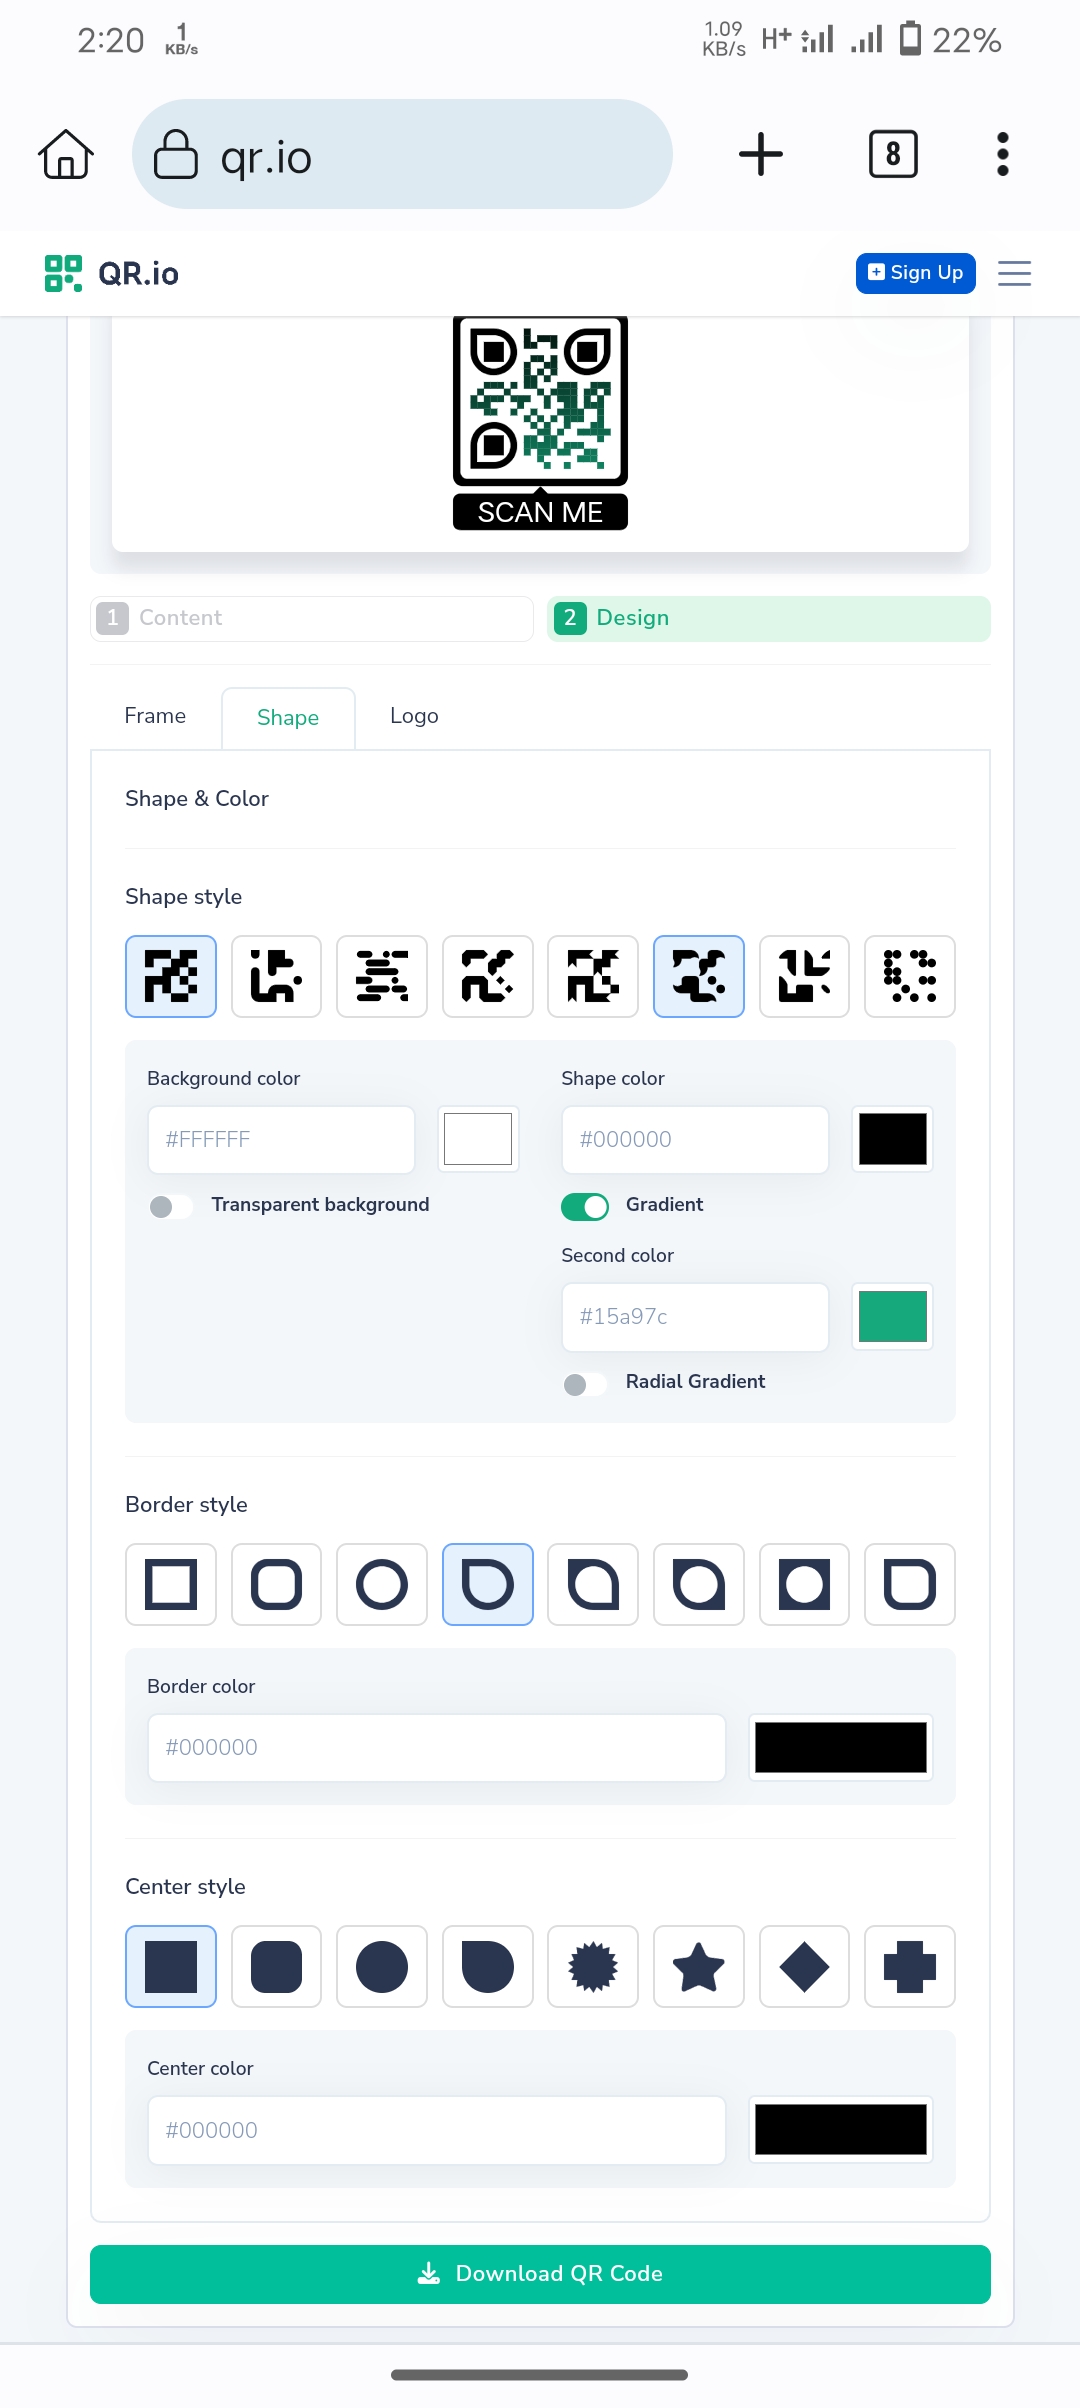 2:20 1 KB/s 1.09 KB/s H+ 22%
qr.io 8
QR.io Sign Up
SCAN ME
1 Content 2 Design
Frame Shape Logo
Shape & Color
Shape style
Background color Shape color
#FFFFFF #000000
Transparent background Gradient
Second color
#15a97c
Radial Gradient
Border style
Border color
#000000
Center style
Center color
#000000
Download QR Code